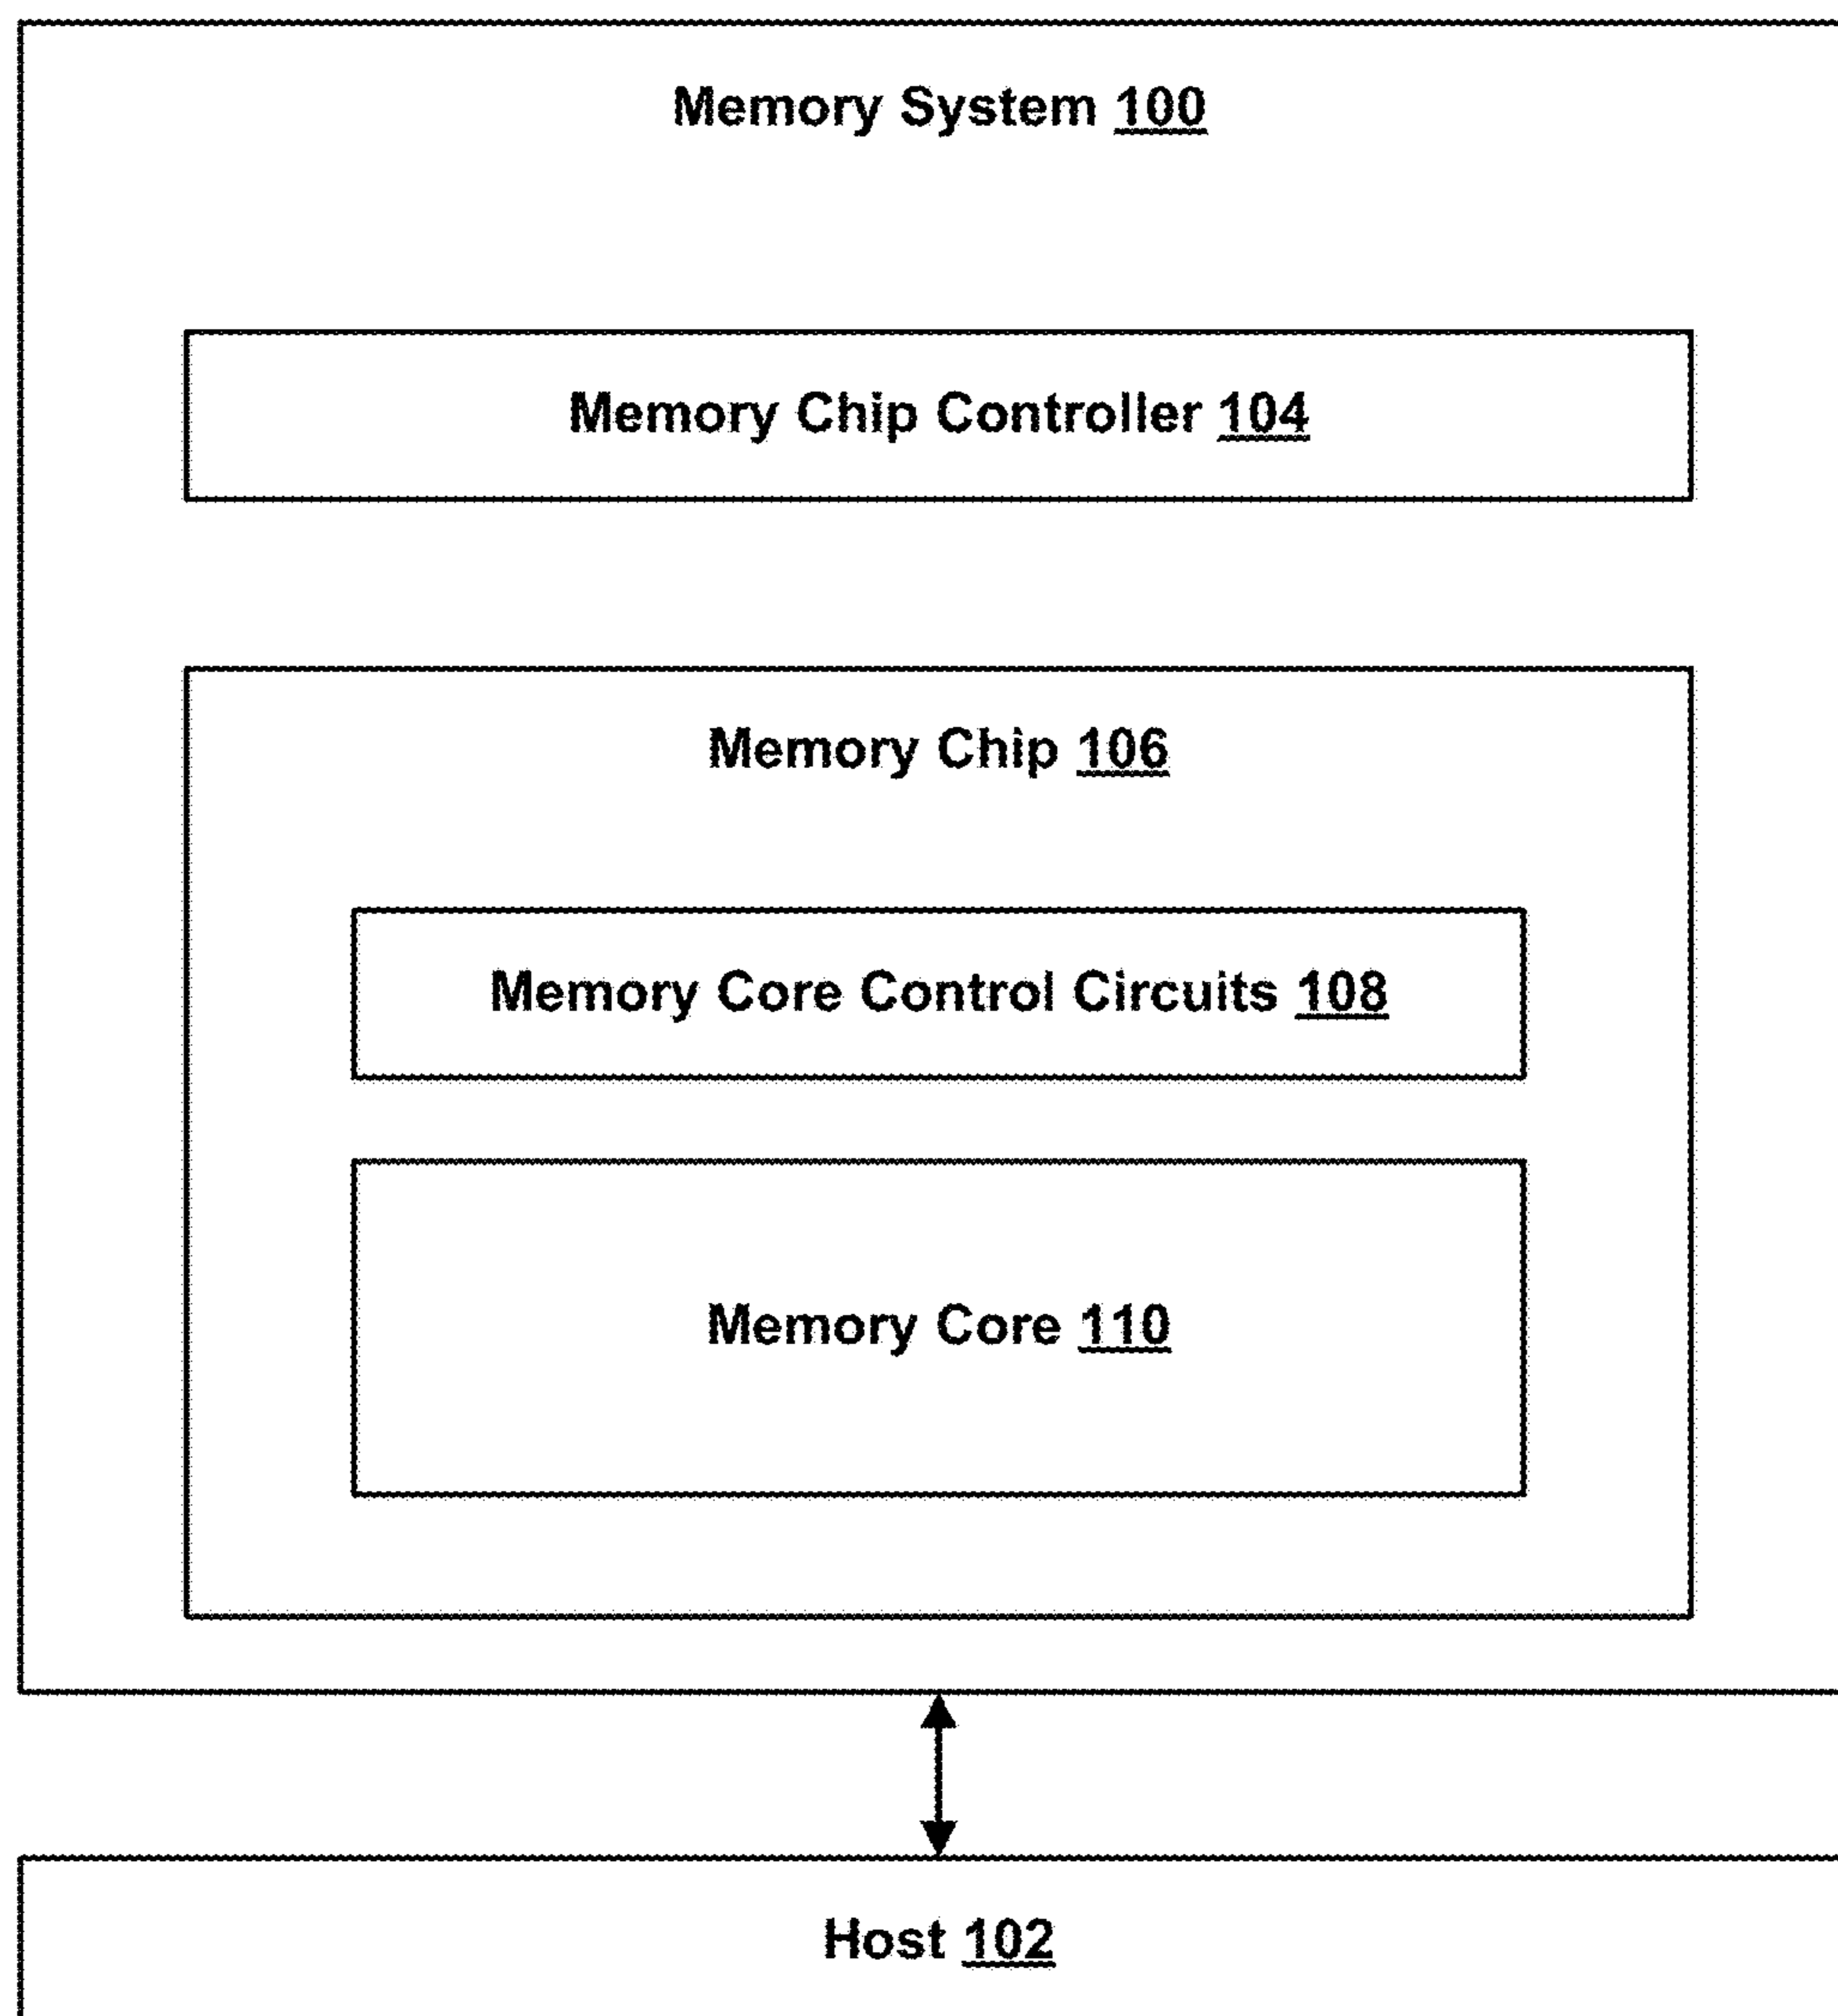 Memory System 100
Memory Chip Controller 104
Memory Chip 106
Memory Core Control Circuits 108
Memory Core 110
Host 102